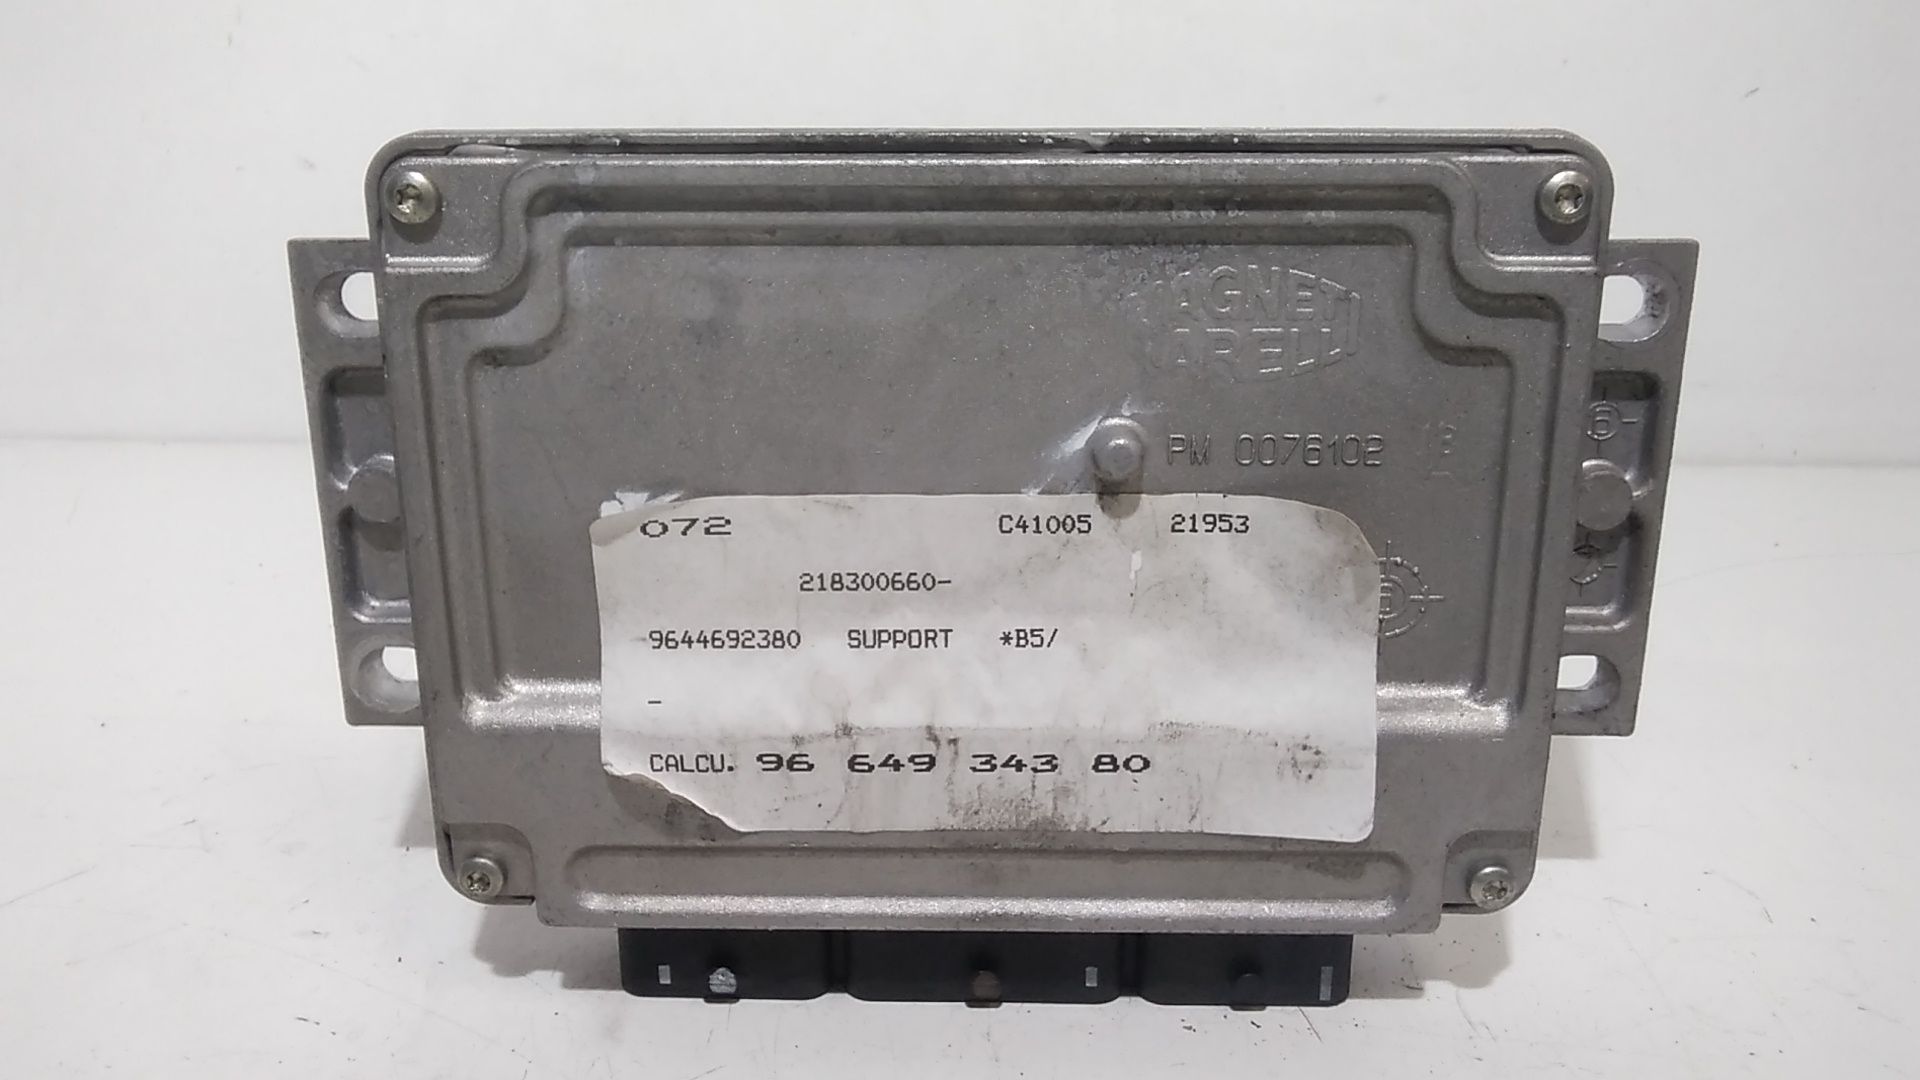 MAGNETI
MARELLI
PM 0076102
072 C41005 21953
218300660-
9644692380 SUPPORT *B5/
-
CALCU. 96 649 343 80